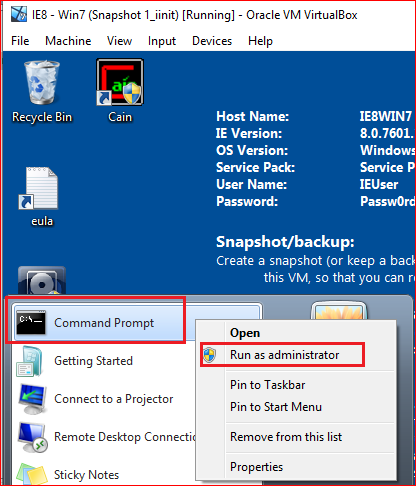 IE8 - Win7 (Snapshot 1_iinit) [Running] - Oracle VM VirtualBox
File Machine View Input Devices Help
Recycle Bin
Cain
Host Name: IE8WIN7
IE Version: 8.0.7601.
OS Version: Windows
Service Pack: Service
User Name: IEUser
Password: Passw0rd
eula
Snapshot/backup:
Create a snapshot (or keep a back
this VM, so that you can re
C:\_
Command Prompt
Getting Started
Connect to a Projector
Remote Desktop Connectio
Sticky Notes
Open
Run as administrator
Pin to Taskbar
Pin to Start Menu
Remove from this list
Properties